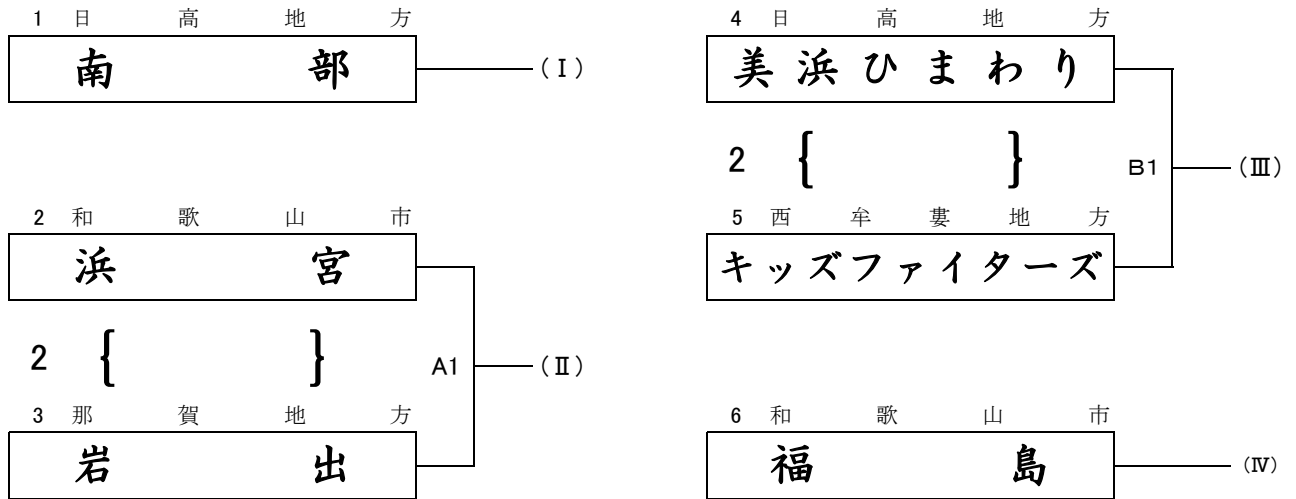 1 日高地方
南部
(Ⅰ)
2 和歌山市
浜宮
2 { }
A1
(Ⅱ)
3 那賀地方
岩出
4 日高地方
美浜ひまわり
2 { }
B1
(Ⅲ)
5 西牟婁地方
キッズファイターズ
6 和歌山市
福島
(Ⅳ)